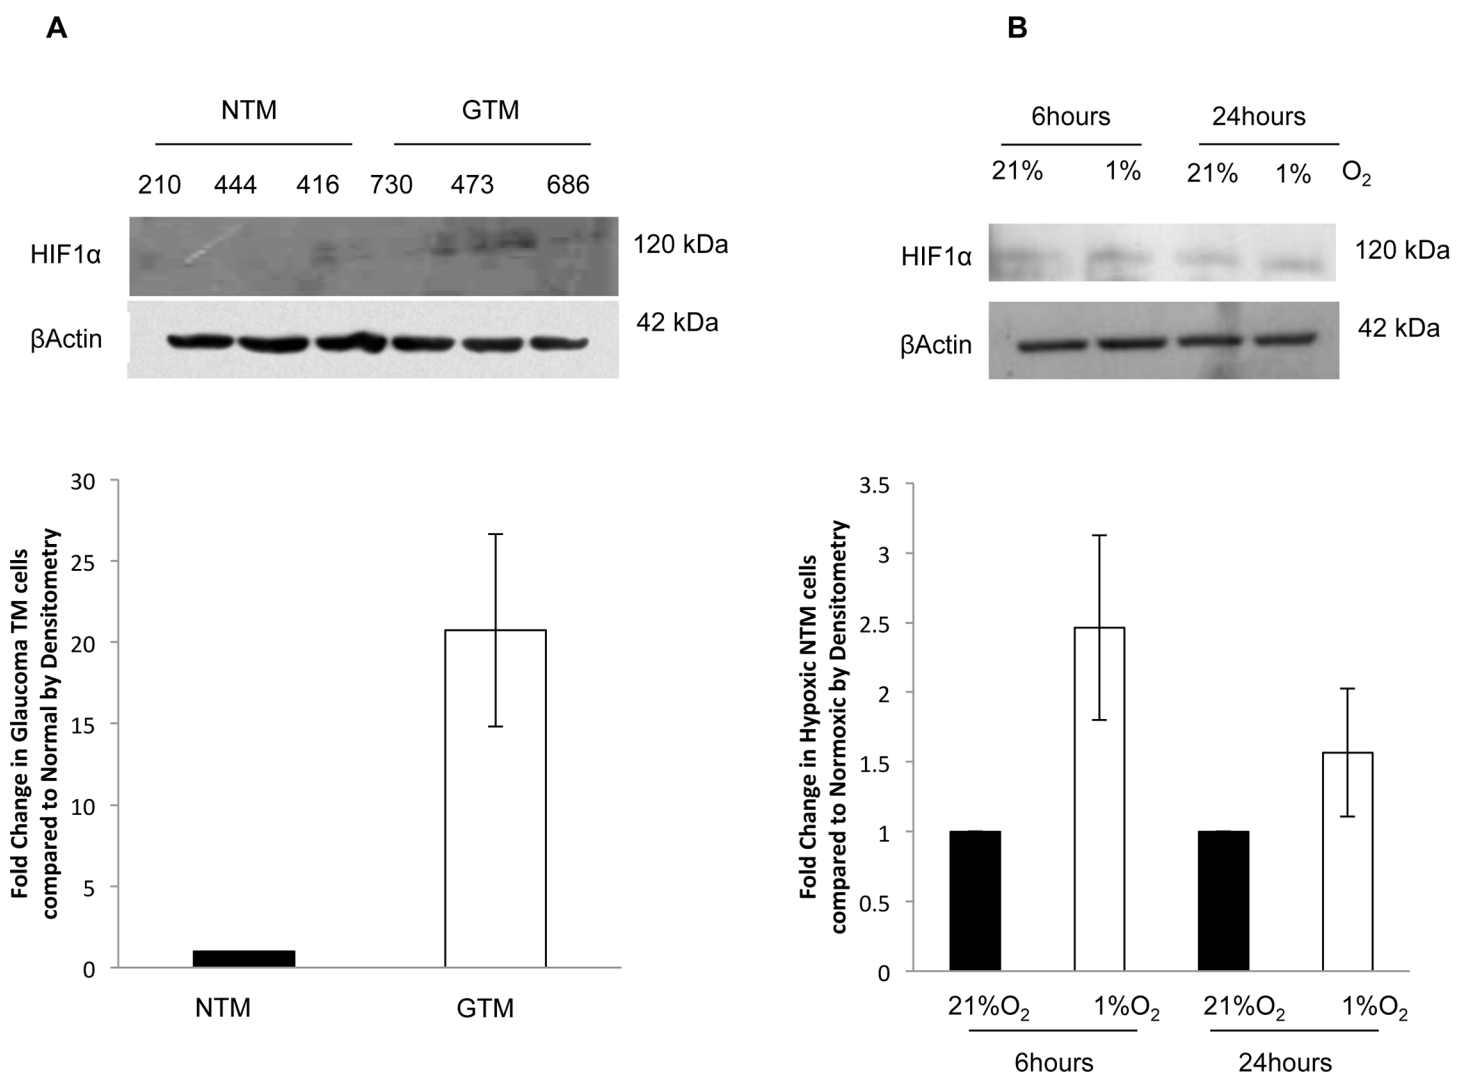 A
NTM GTM
210 444 416 730 473 686
HIF1α 120 kDa
βActin 42 kDa
30
25
20
15
10
5
0
Fold Change in Glaucoma TM cells
compared to Normal by Densitometry
NTM GTM
B
6hours 24hours
21% 1% 21% 1% O₂
HIF1α 120 kDa
βActin 42 kDa
3.5
3
2.5
2
1.5
1
0.5
0
Fold Change in Hypoxic NTM cells
compared to Normoxic by Densitometry
21%O₂ 1%O₂ 21%O₂ 1%O₂
6hours 24hours